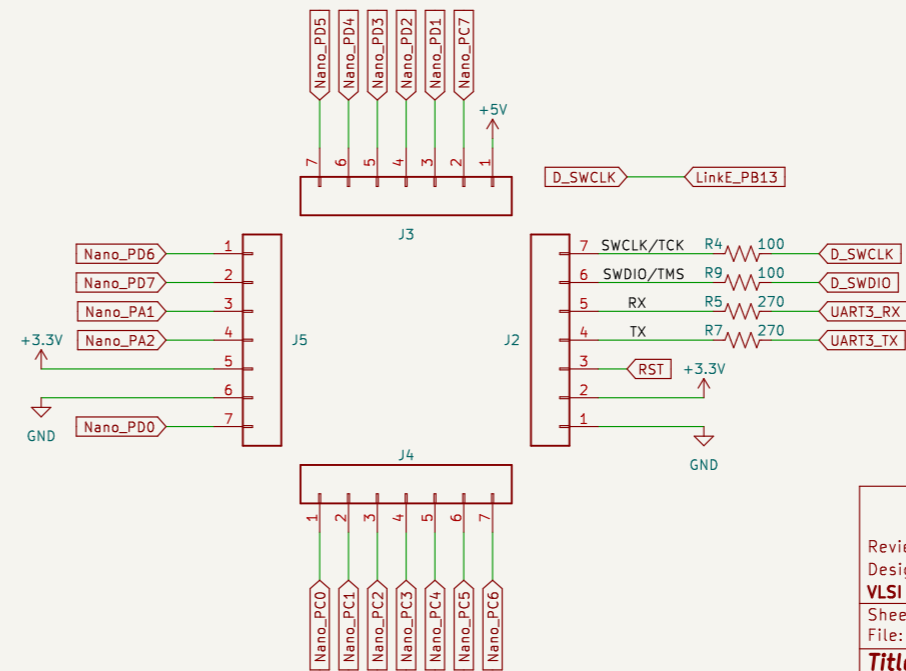 Nano_PD5
Nano_PD4
Nano_PD3
Nano_PD2
Nano_PD1
Nano_PC7
+5V
7
6
5
4
3
2
1
J3
D_SWCLK
LinkE_PB13
Nano_PD6
1
Nano_PD7
2
Nano_PA1
3
Nano_PA2
4
+3.3V
5
6
GND
Nano_PD0
7
J5
J2
7
SWCLK/TCK
R4
100
D_SWCLK
6
SWDIO/TMS
R9
100
D_SWDIO
5
RX
R5
270
UART3_RX
4
TX
R7
270
UART3_TX
3
RST
+3.3V
2
1
GND
J4
1
2
3
4
5
6
7
Nano_PC0
Nano_PC1
Nano_PC2
Nano_PC3
Nano_PC4
Nano_PC5
Nano_PC6
Revie
Desig
VLSI
Shee
File:
Title